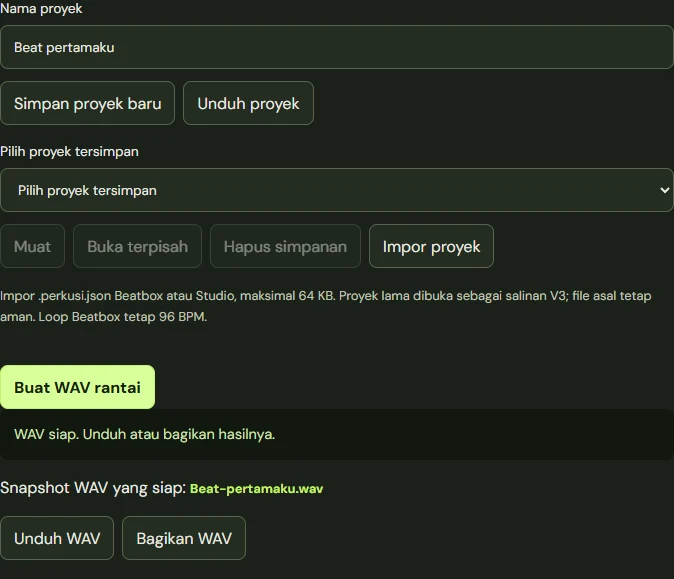 Nama proyek
Beat pertamaku
Simpan proyek baru Unduh proyek
Pilih proyek tersimpan
Pilih proyek tersimpan
Muat Buka terpisah Hapus simpanan Impor proyek
Impor .perkusi.json Beatbox atau Studio, maksimal 64 KB. Proyek lama dibuka sebagai salinan V3; file asal tetap
aman. Loop Beatbox tetap 96 BPM.
Buat WAV rantai
WAV siap. Unduh atau bagikan hasilnya.
Snapshot WAV yang siap: Beat-pertamaku.wav
Unduh WAV Bagikan WAV